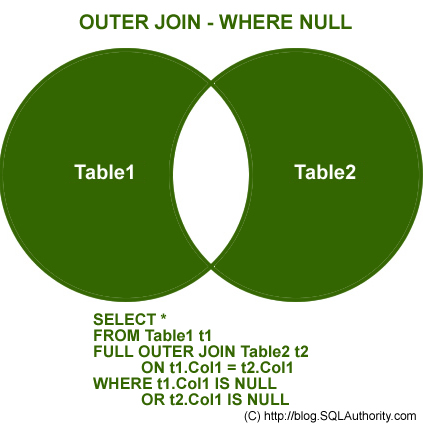 OUTER JOIN - WHERE NULL
Table1 Table2
SELECT *
FROM Table1 t1
FULL OUTER JOIN Table2 t2
ON t1.Col1 = t2.Col1
WHERE t1.Col1 IS NULL
OR t2.Col1 IS NULL
(C) http://blog.SQLAuthority.com